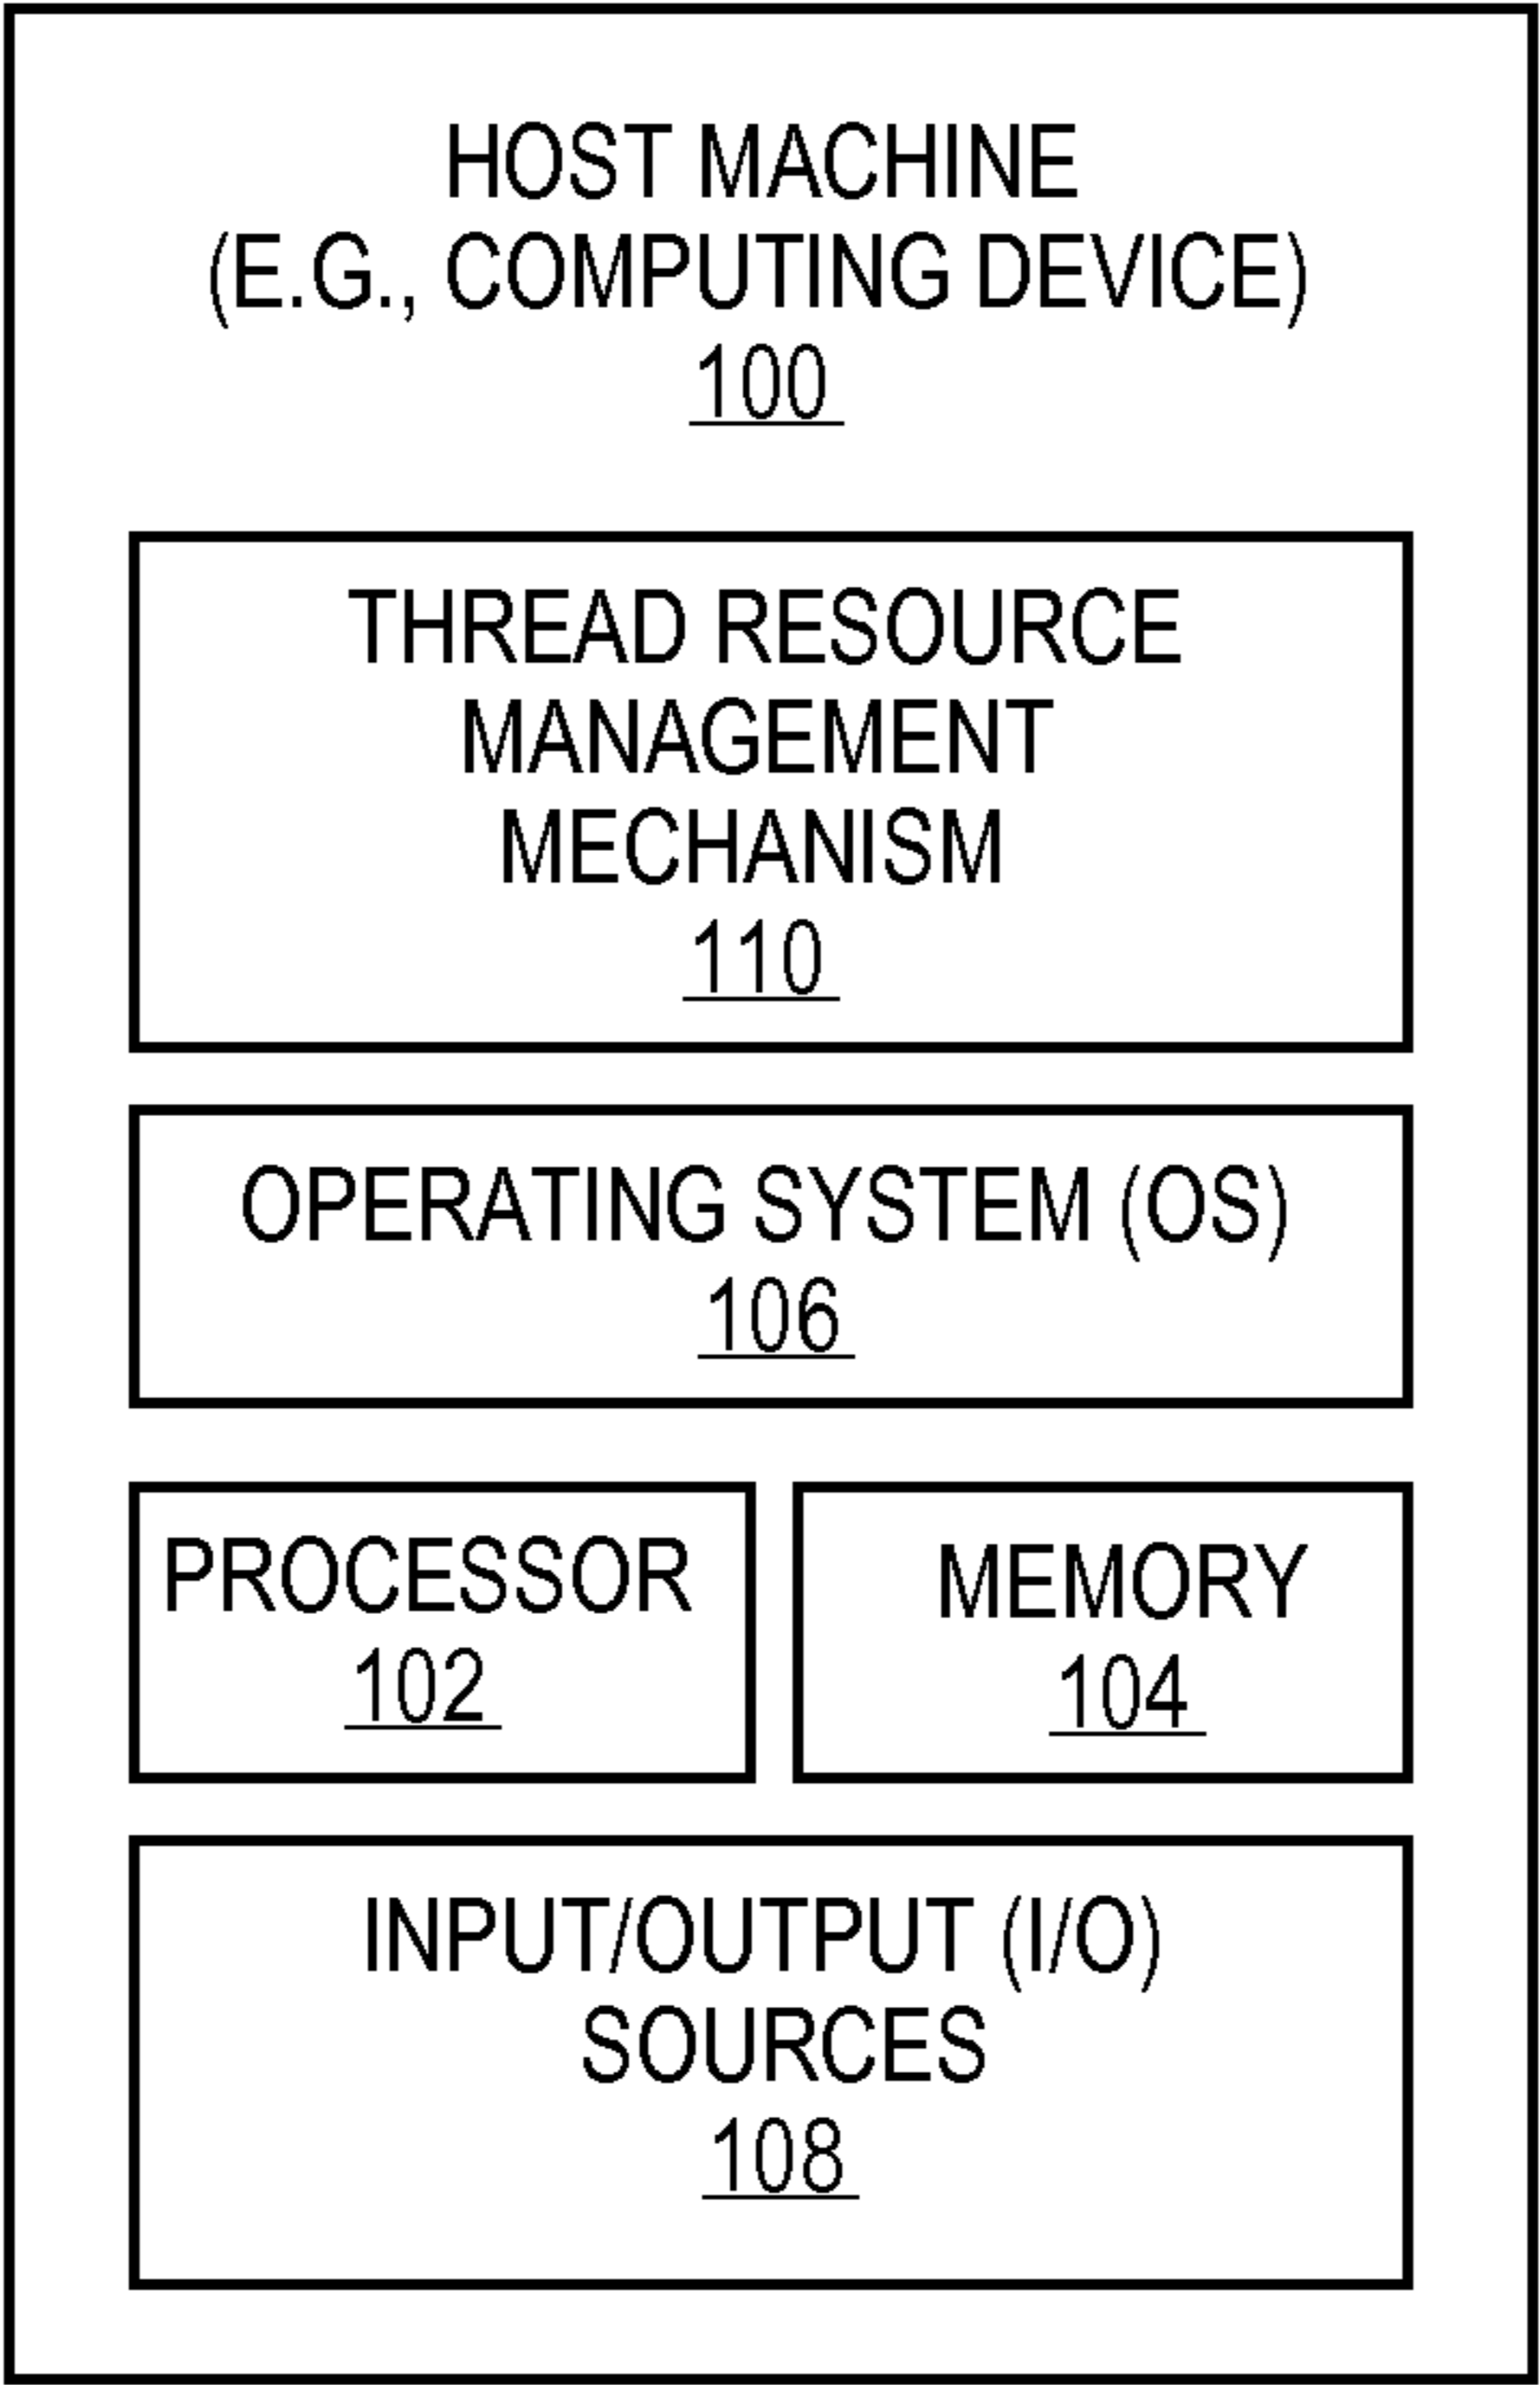 HOST MACHINE
(E.G., COMPUTING DEVICE)
100
THREAD RESOURCE
MANAGEMENT
MECHANISM
110
OPERATING SYSTEM (OS)
106
PROCESSOR
102
MEMORY
104
INPUT/OUTPUT (I/O)
SOURCES
108